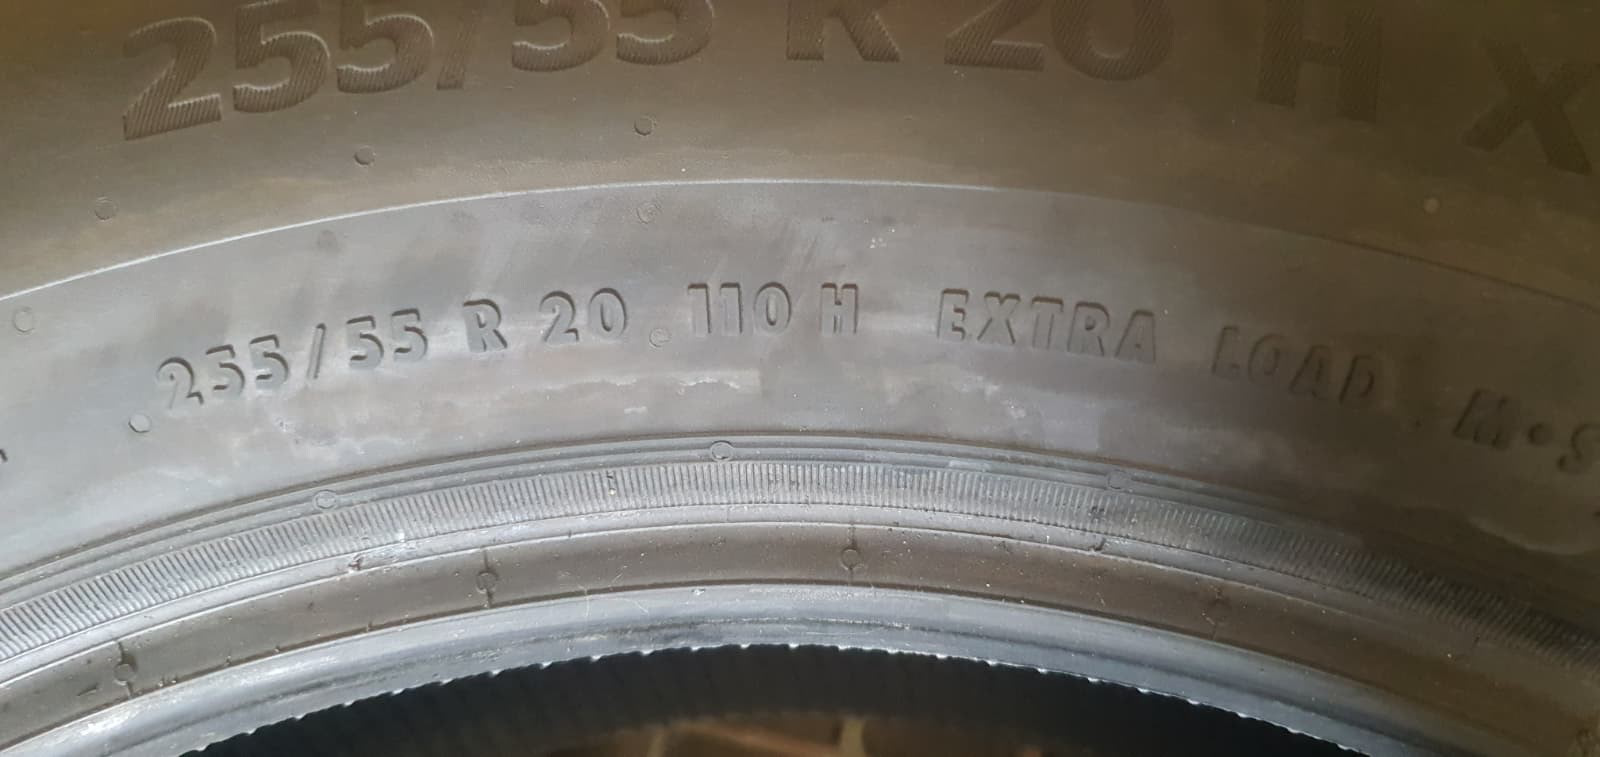 255/55 R 20 H X
255/55 R 20 110 H EXTRA LOAD M•S